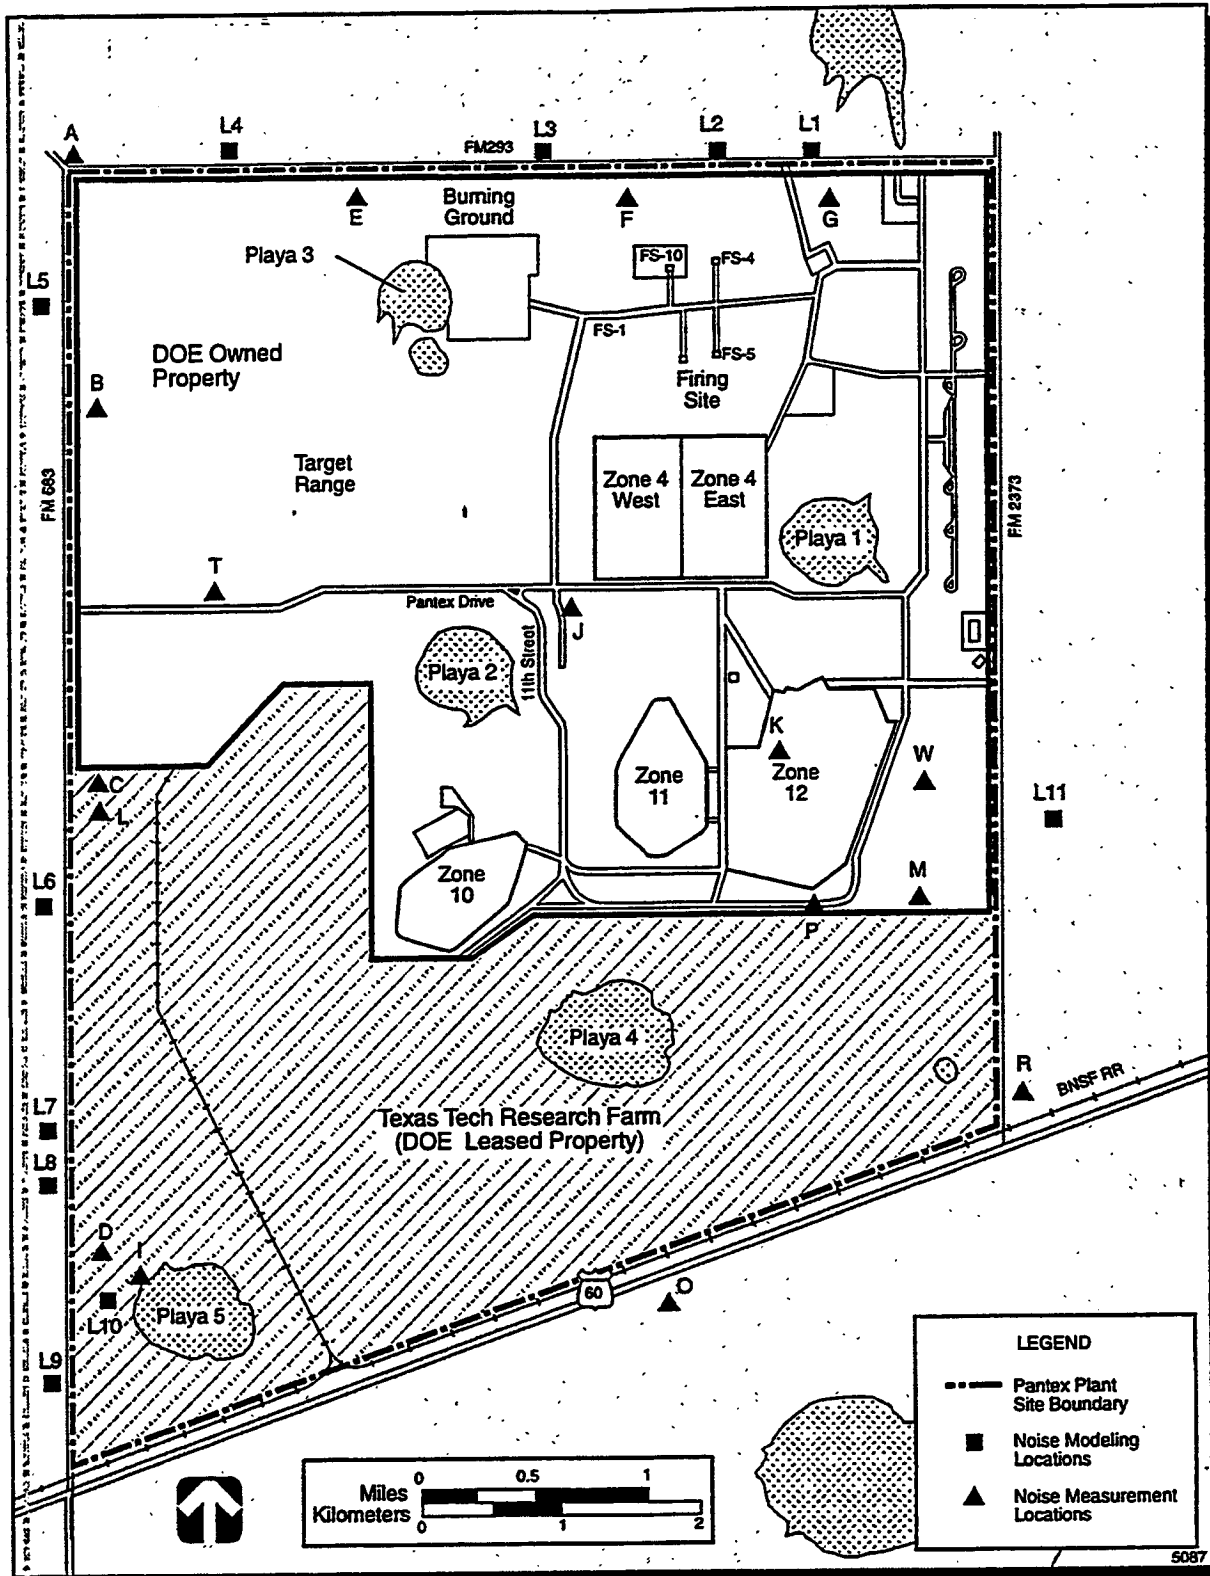 A
L4
FM293
L3
L2
L1
E
Burning
Ground
F
G
Playa 3
FS-10
FS-4
L5
FS-1
DOE Owned
Property
B
FS-5
Firing
Site
Target
Range
Zone 4
West
Zone 4
East
FM 683
FM 2373
Playa 1
T
Pantex Drive
J
11th Street
Playa 2
K
Zone
12
W
Zone
11
C
L
L11
L6
Zone
10
M
P
Playa 4
R
BNSF RR
L7
Texas Tech Research Farm
(DOE Leased Property)
L8
D
I
60
O
L10
Playa 5
L9
LEGEND
Pantex Plant
Site Boundary
Noise Modeling
Locations
Noise Measurement
Locations
0 0.5 1
Miles
Kilometers
0 1 2
5087